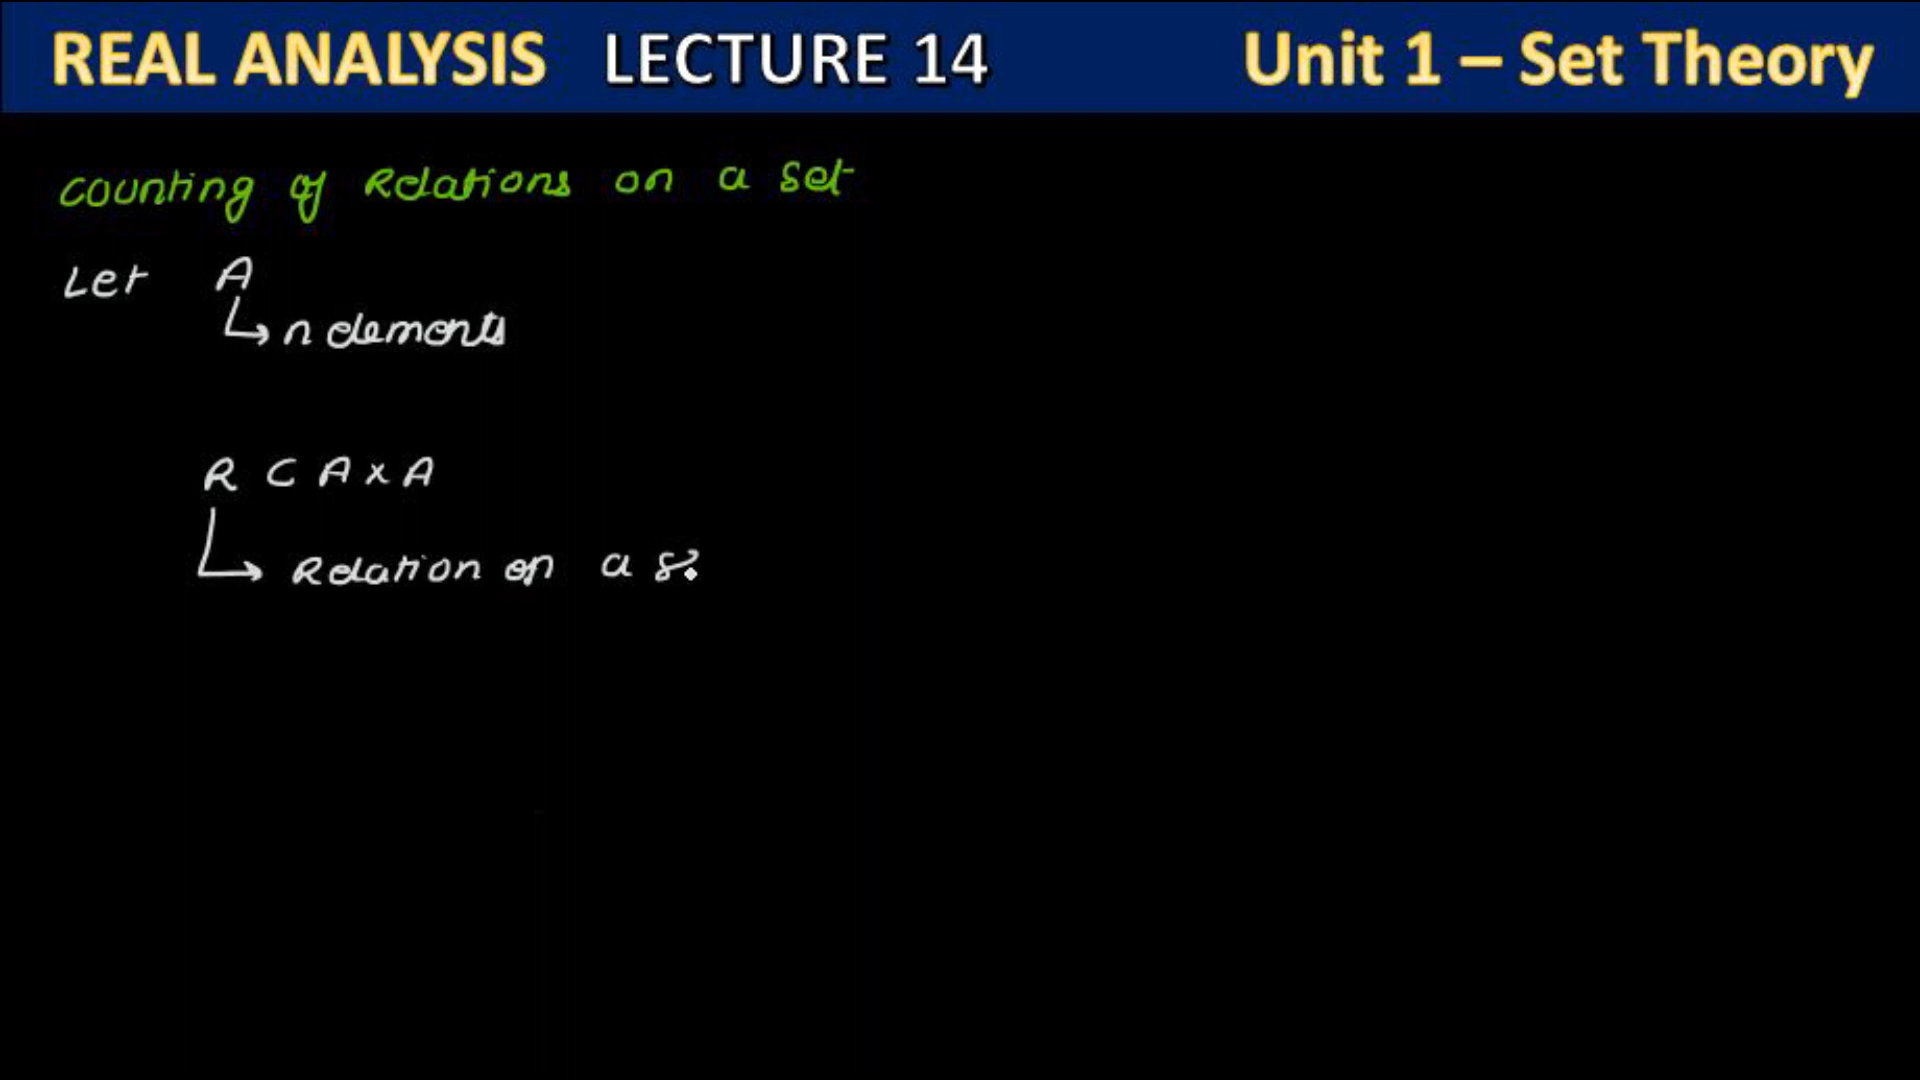 REAL ANALYSIS LECTURE 14 Unit 1 – Set Theory
counting of Relations on a set
Let A
↳ n elements
R ⊂ A x A
↳ Relation on a